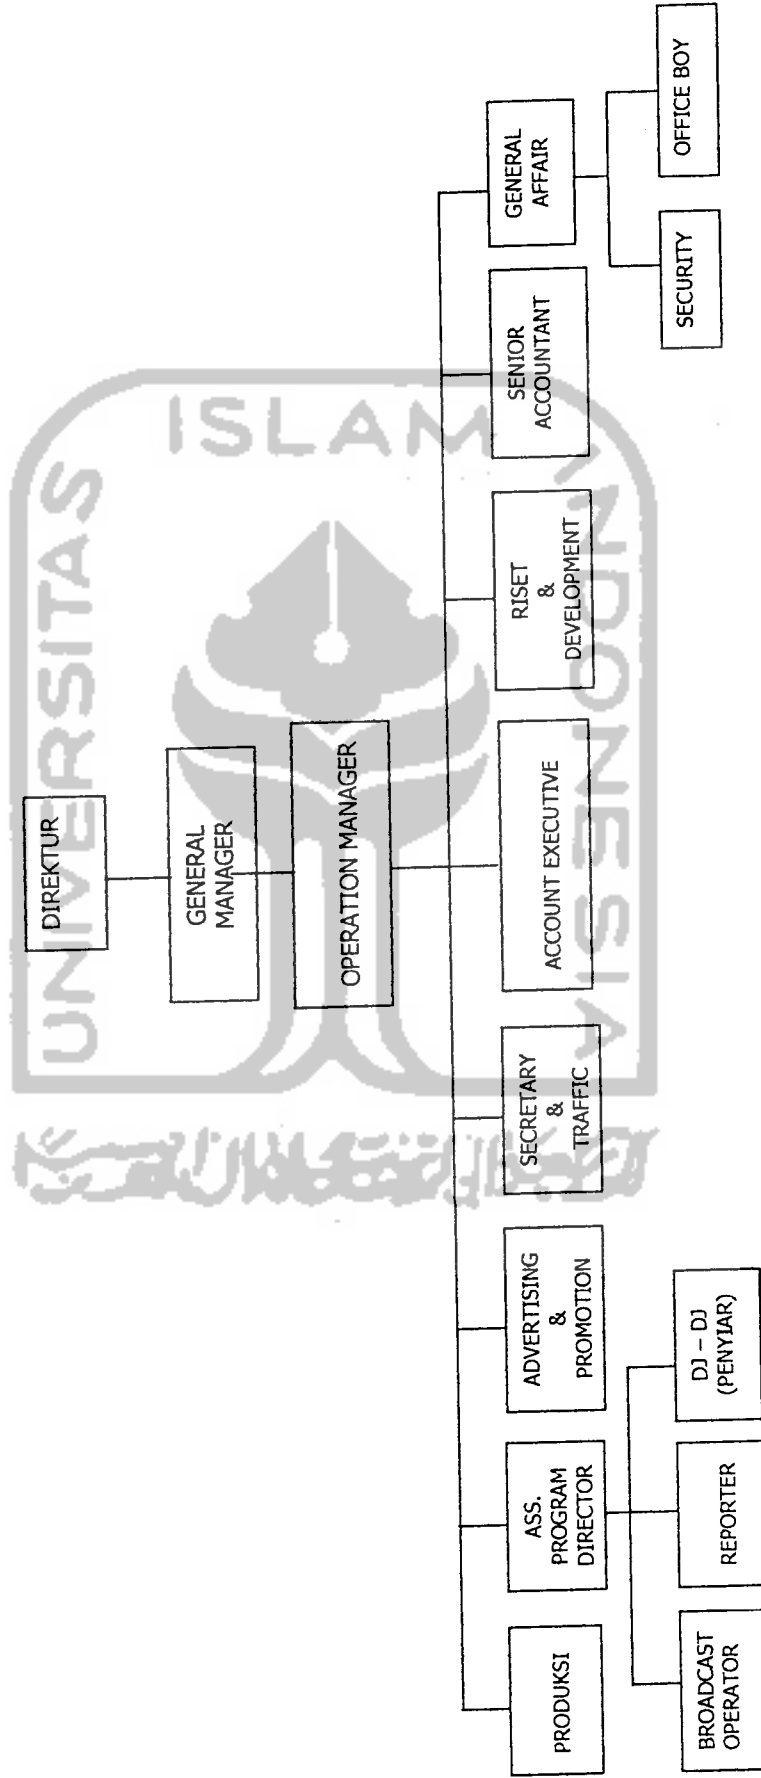 DIREKTUR
GENERAL
MANAGER
OPERATION MANAGER
PRODUKSI
ASS.
PROGRAM
DIRECTOR
ADVERTISING
&
PROMOTION
SECRETARY
&
TRAFFIC
ACCOUNT EXECUTIVE
RISET
&
DEVELOPMENT
SENIOR
ACCOUNTANT
GENERAL
AFFAIR
BROADCAST
OPERATOR
REPORTER
DJ – DJ
(PENYIAR)
SECURITY
OFFICE BOY
UNIVERSITAS
ISLAM
INDONESIA